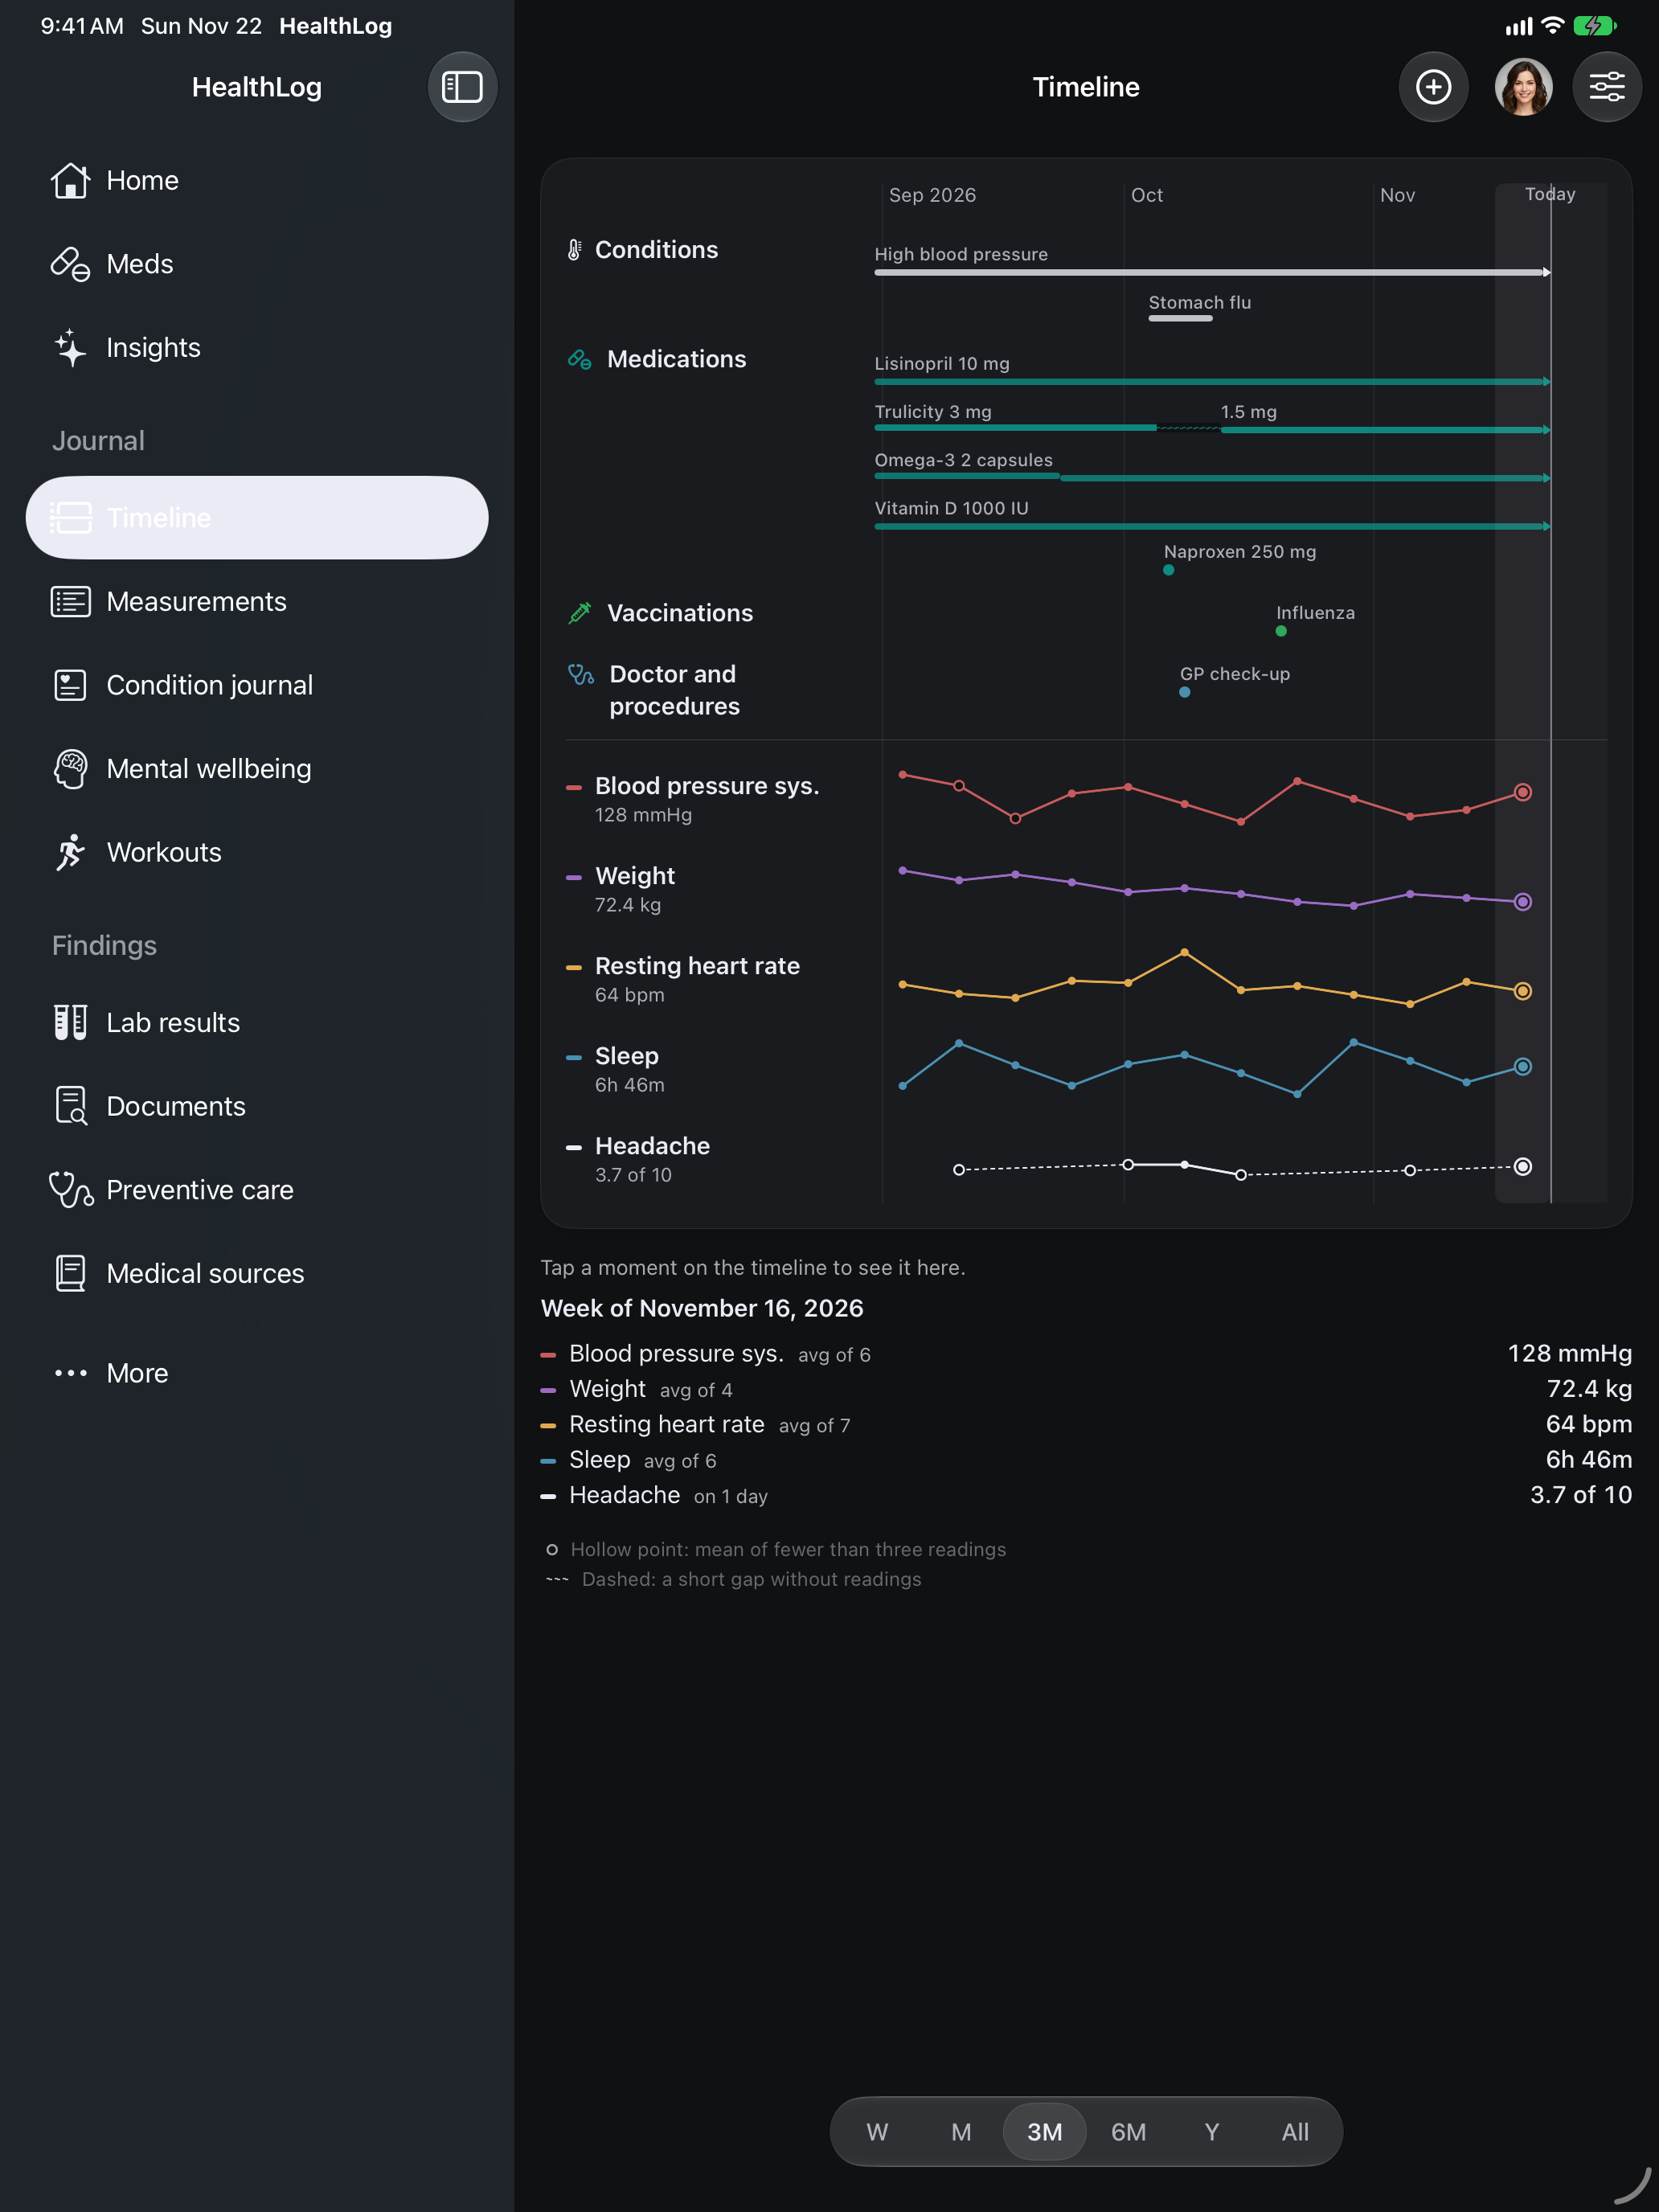 9:41 AM Sun Nov 22 HealthLog
HealthLog
Home
Meds
Insights
Journal
Timeline
Measurements
Condition journal
Mental wellbeing
Workouts
Findings
Lab results
Documents
Preventive care
Medical sources
More
Timeline
Sep 2026 Oct Nov Today
Conditions
High blood pressure
Stomach flu
Medications
Lisinopril 10 mg
Trulicity 3 mg 1.5 mg
Omega-3 2 capsules
Vitamin D 1000 IU
Naproxen 250 mg
Vaccinations
Influenza
Doctor and
procedures
GP check-up
Blood pressure sys.
128 mmHg
Weight
72.4 kg
Resting heart rate
64 bpm
Sleep
6h 46m
Headache
3.7 of 10
Tap a moment on the timeline to see it here.
Week of November 16, 2026
Blood pressure sys. avg of 6 128 mmHg
Weight avg of 4 72.4 kg
Resting heart rate avg of 7 64 bpm
Sleep avg of 6 6h 46m
Headache on 1 day 3.7 of 10
Hollow point: mean of fewer than three readings
Dashed: a short gap without readings
W M 3M 6M Y All